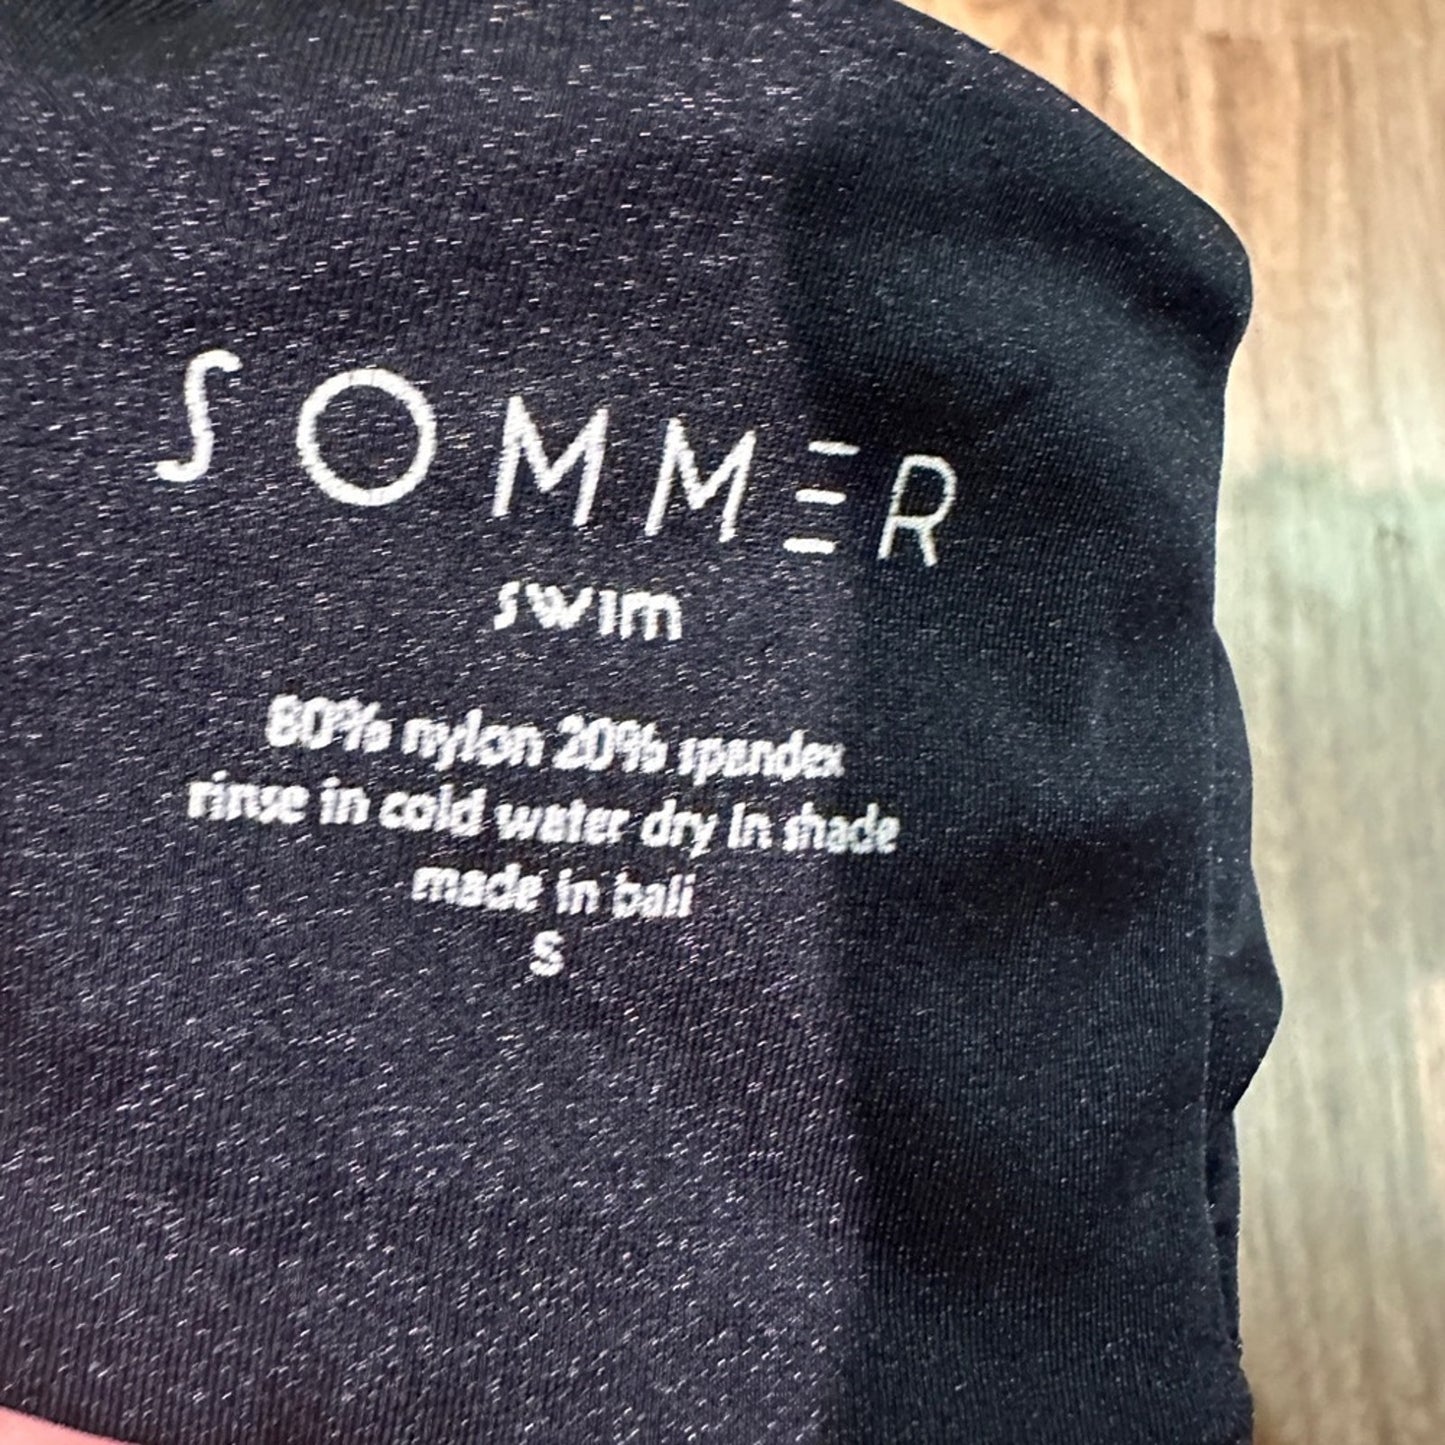 SOMMER
swim
80% nylon 20% spandex
rinse in cold water dry in shade
made in bali
S